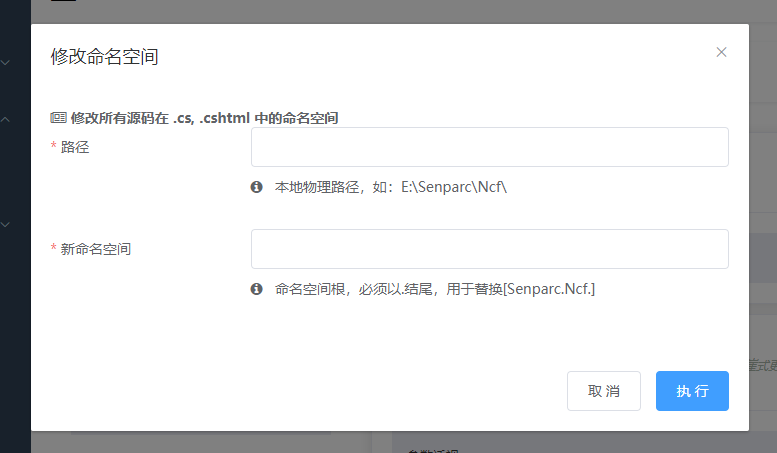 修改命名空间
修改所有源码在 .cs, .cshtml 中的命名空间
* 路径
本地物理路径，如：E:\Senparc\Ncf\
* 新命名空间
命名空间根，必须以.结尾，用于替换[Senparc.Ncf.]
取 消
执 行